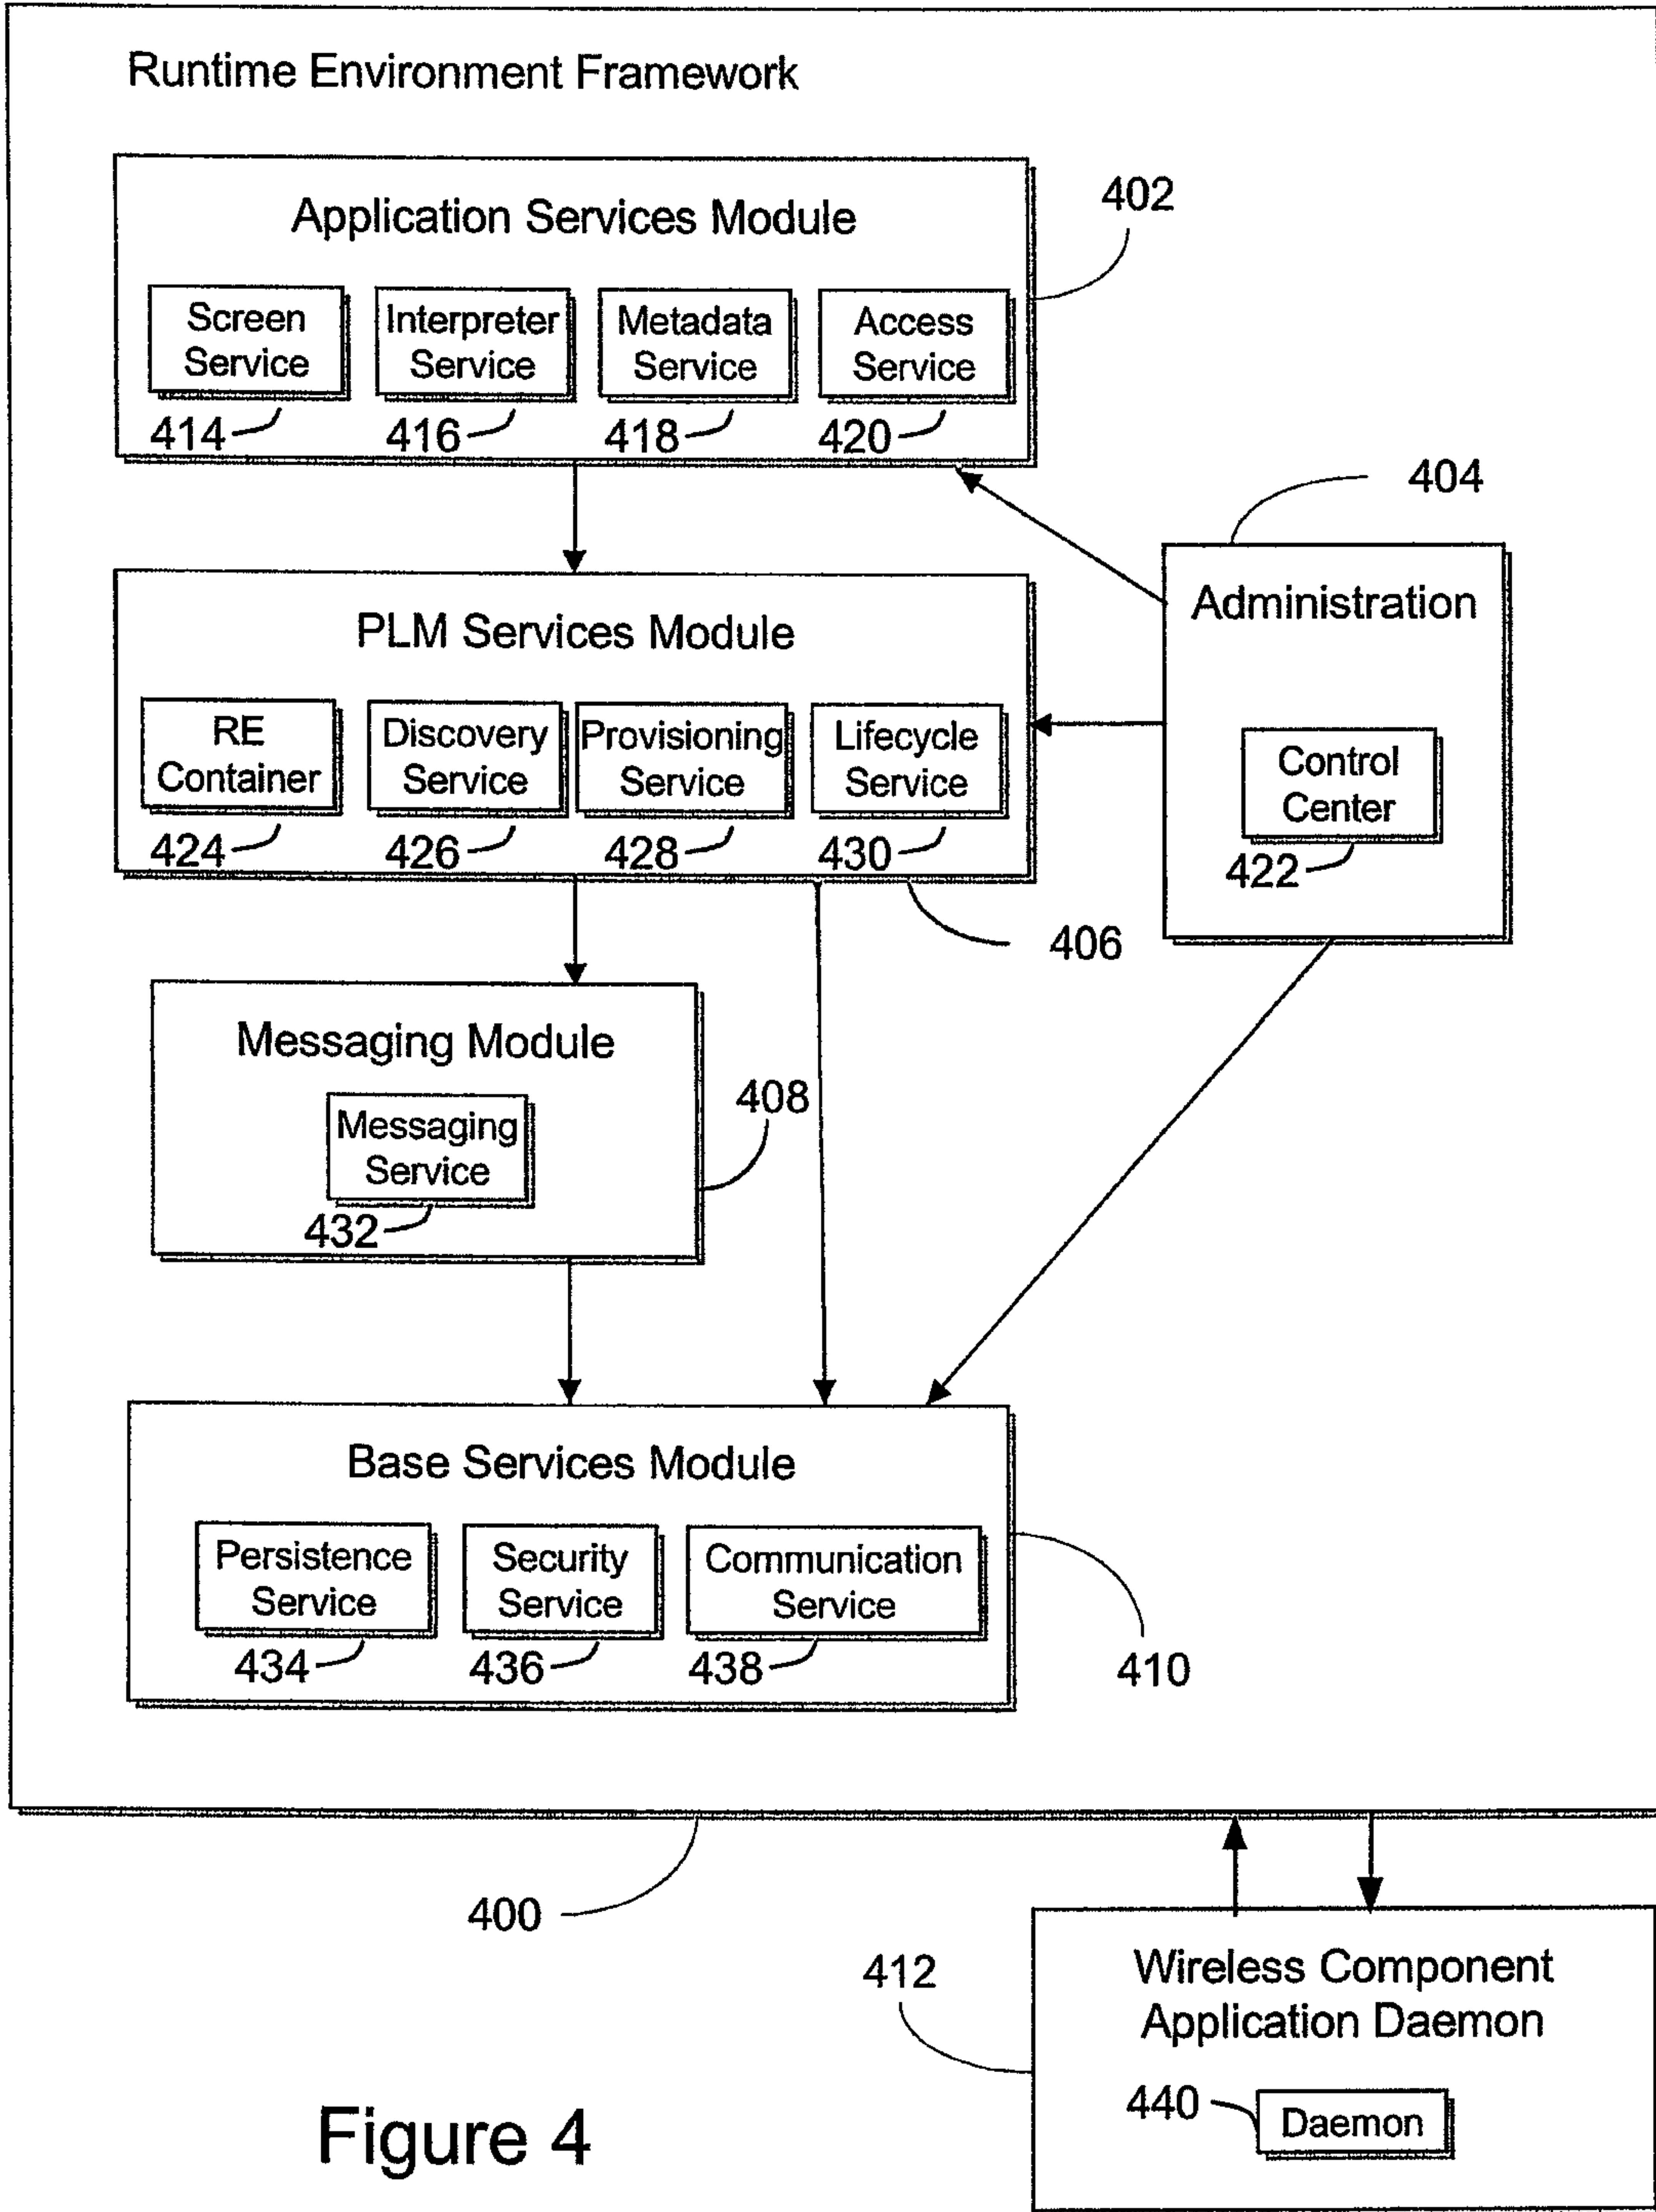 Runtime Environment Framework
Application Services Module
402
Screen
Service
Interpreter
Service
Metadata
Service
Access
Service
414
416
418
420
404
Administration
Control
Center
422
PLM Services Module
RE
Container
Discovery
Service
Provisioning
Service
Lifecycle
Service
424
426
428
430
406
Messaging Module
Messaging
Service
432
408
Base Services Module
Persistence
Service
Security
Service
Communication
Service
434
436
438
410
400
412
Wireless Component
Application Daemon
440
Daemon
Figure 4